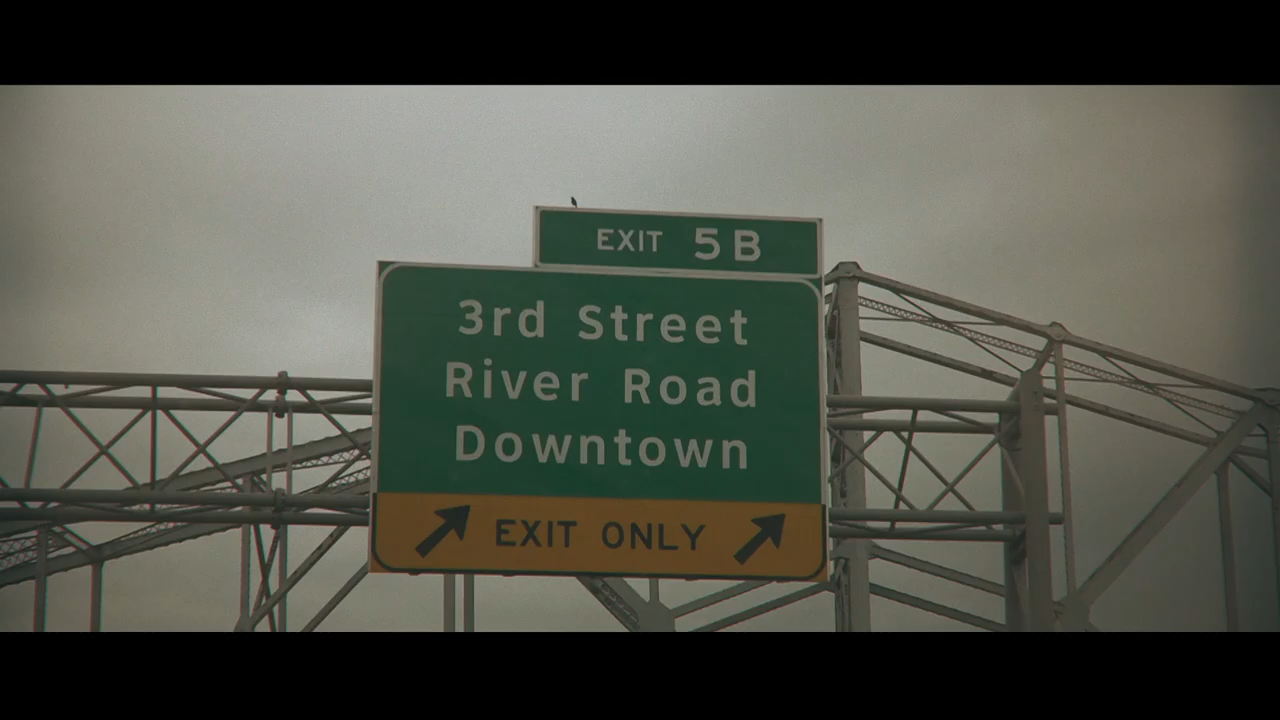 EXIT 5B
3rd Street
River Road
Downtown
EXIT ONLY